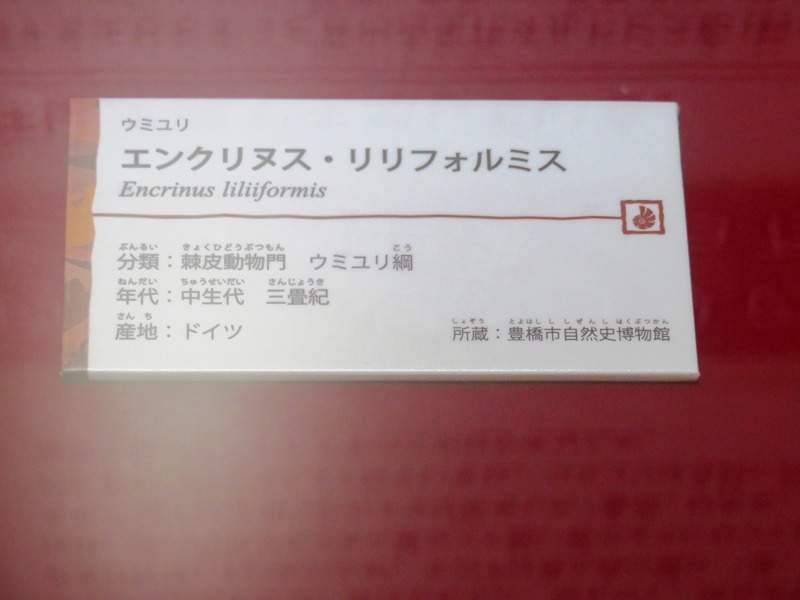 ウミユリ
エンクリヌス・リリフォルミス
Encrinus liliiformis
ぶんるい きょくひどうぶつもん こう
分類：棘皮動物門 ウミユリ綱
ねんだい ちゅうせいだい さんじょうき
年代：中生代 三畳紀
さんち
産地：ドイツ
しょぞう とよはし し しぜんし はくぶつかん
所蔵：豊橋市自然史博物館